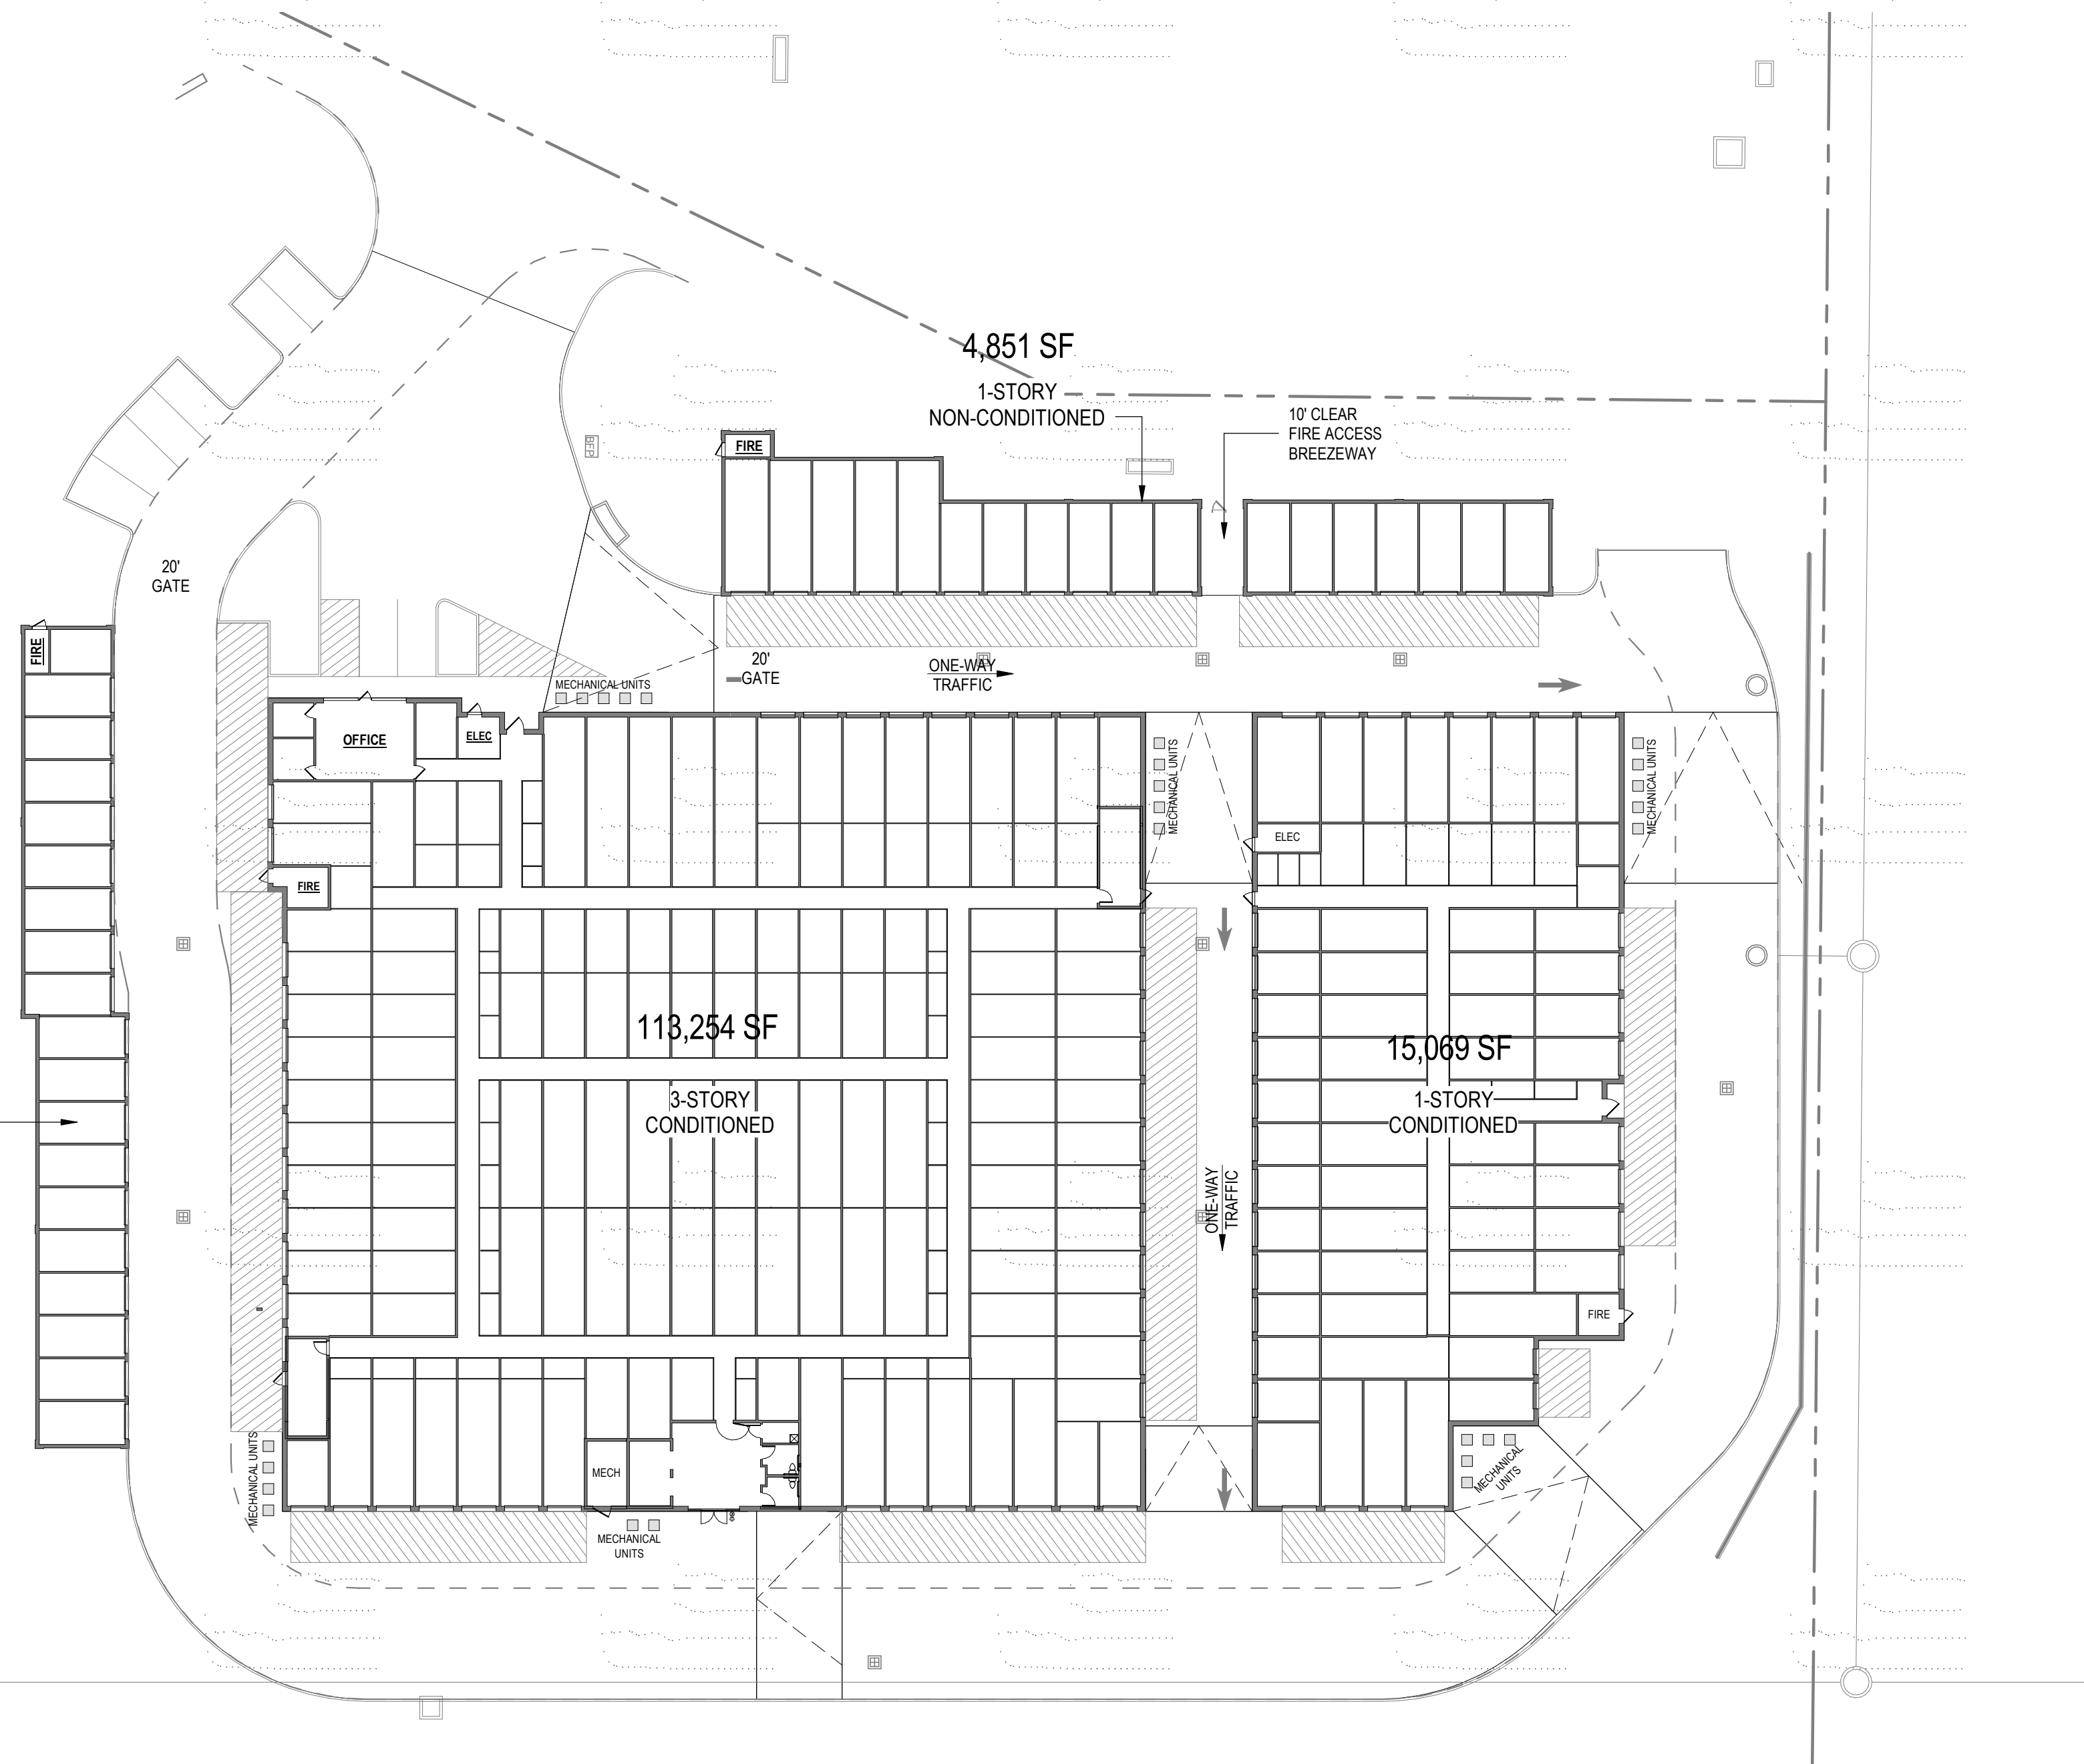 4,851 SF
1-STORY
NON-CONDITIONED
10' CLEAR
FIRE ACCESS
BREEZEWAY
FIRE
BFP
20'
GATE
FIRE
20'
GATE
ONE-WAY
TRAFFIC
MECHANICAL UNITS
OFFICE
ELEC
MECHANICAL UNITS
MECHANICAL UNITS
ELEC
FIRE
113,254 SF
3-STORY
CONDITIONED
15,069 SF
1-STORY
CONDITIONED
ONE-WAY
TRAFFIC
FIRE
MECHANICAL UNITS
MECH
MECHANICAL
UNITS
MECHANICAL
UNITS